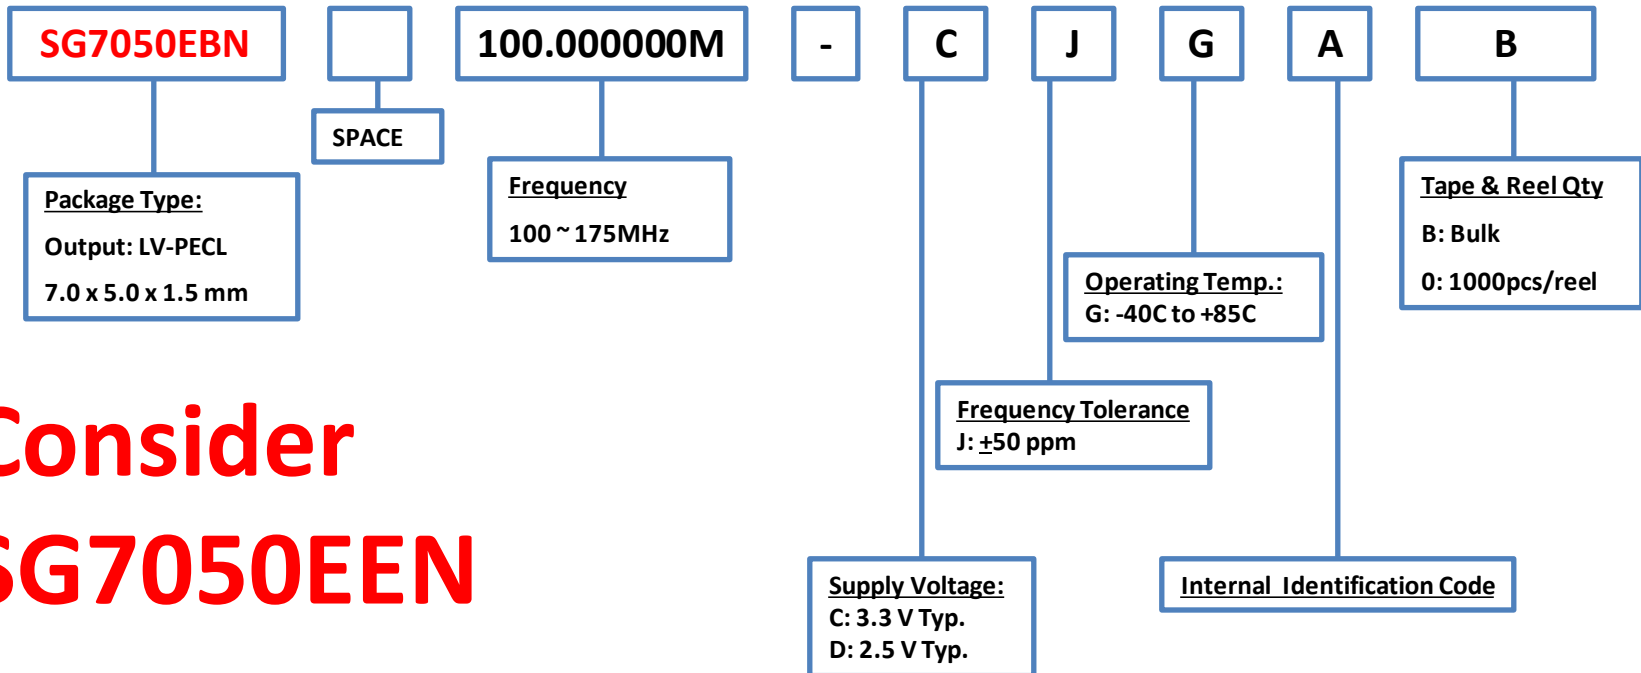 SG7050EBN 100.000000M - C J G A B
SPACE
Package Type:
Output: LV-PECL
7.0 x 5.0 x 1.5 mm
Frequency
100 ~ 175MHz
Tape & Reel Qty
B: Bulk
0: 1000pcs/reel
Operating Temp.:
G: -40C to +85C
Frequency Tolerance
J: ±50 ppm
Consider
SG7050EEN
Supply Voltage:
C: 3.3 V Typ.
D: 2.5 V Typ.
Internal Identification Code